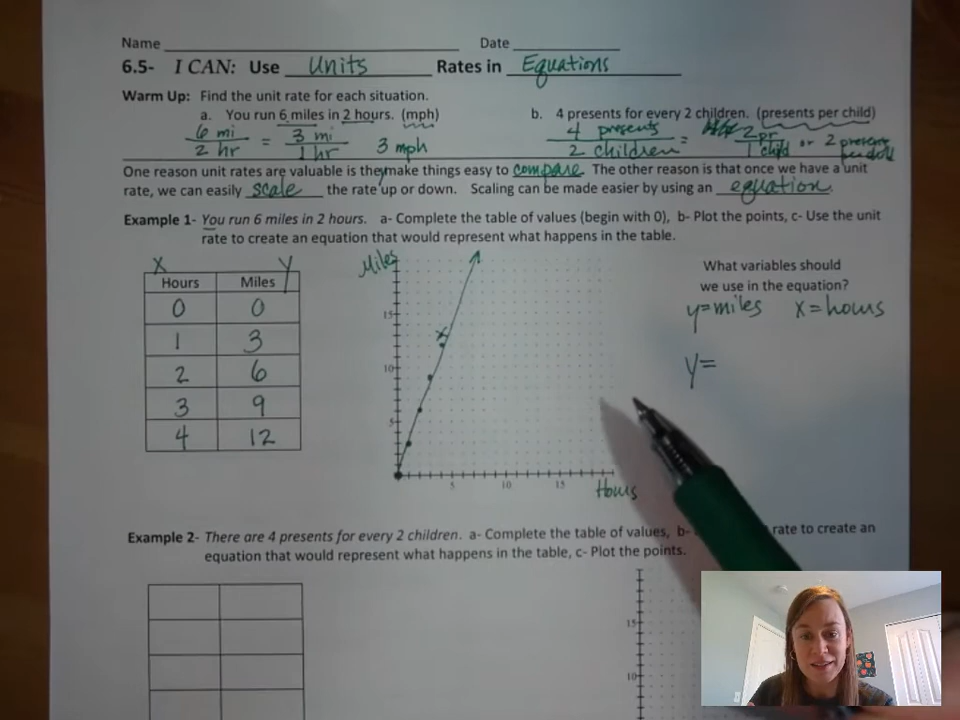 Name Date
6.5- I CAN: Use Units Rates in Equations
Warm Up: Find the unit rate for each situation.
a. You run 6 miles in 2 hours. (mph)
6 mi
2 hr
=
3 mi
1 hr
3 mph
b. 4 presents for every 2 children. (presents per child)
4 presents
2 children
=
2 pr
1 child
or 2 presents
One reason unit rates are valuable is they make things easy to compare. The other reason is that once we have a unit
rate, we can easily scale the rate up or down. Scaling can be made easier by using an equation.
Example 1- You run 6 miles in 2 hours. a- Complete the table of values (begin with 0), b- Plot the points, c- Use the unit
rate to create an equation that would represent what happens in the table.
X Y
Hours Miles
0 0
1 3
2 6
3 9
4 12
Miles
15
10
5
5 10 15
Hours
What variables should
we use in the equation?
y=miles x=hours
y=
Example 2- There are 4 presents for every 2 children. a- Complete the table of values, b- rate to create an
equation that would represent what happens in the table, c- Plot the points.
15
10